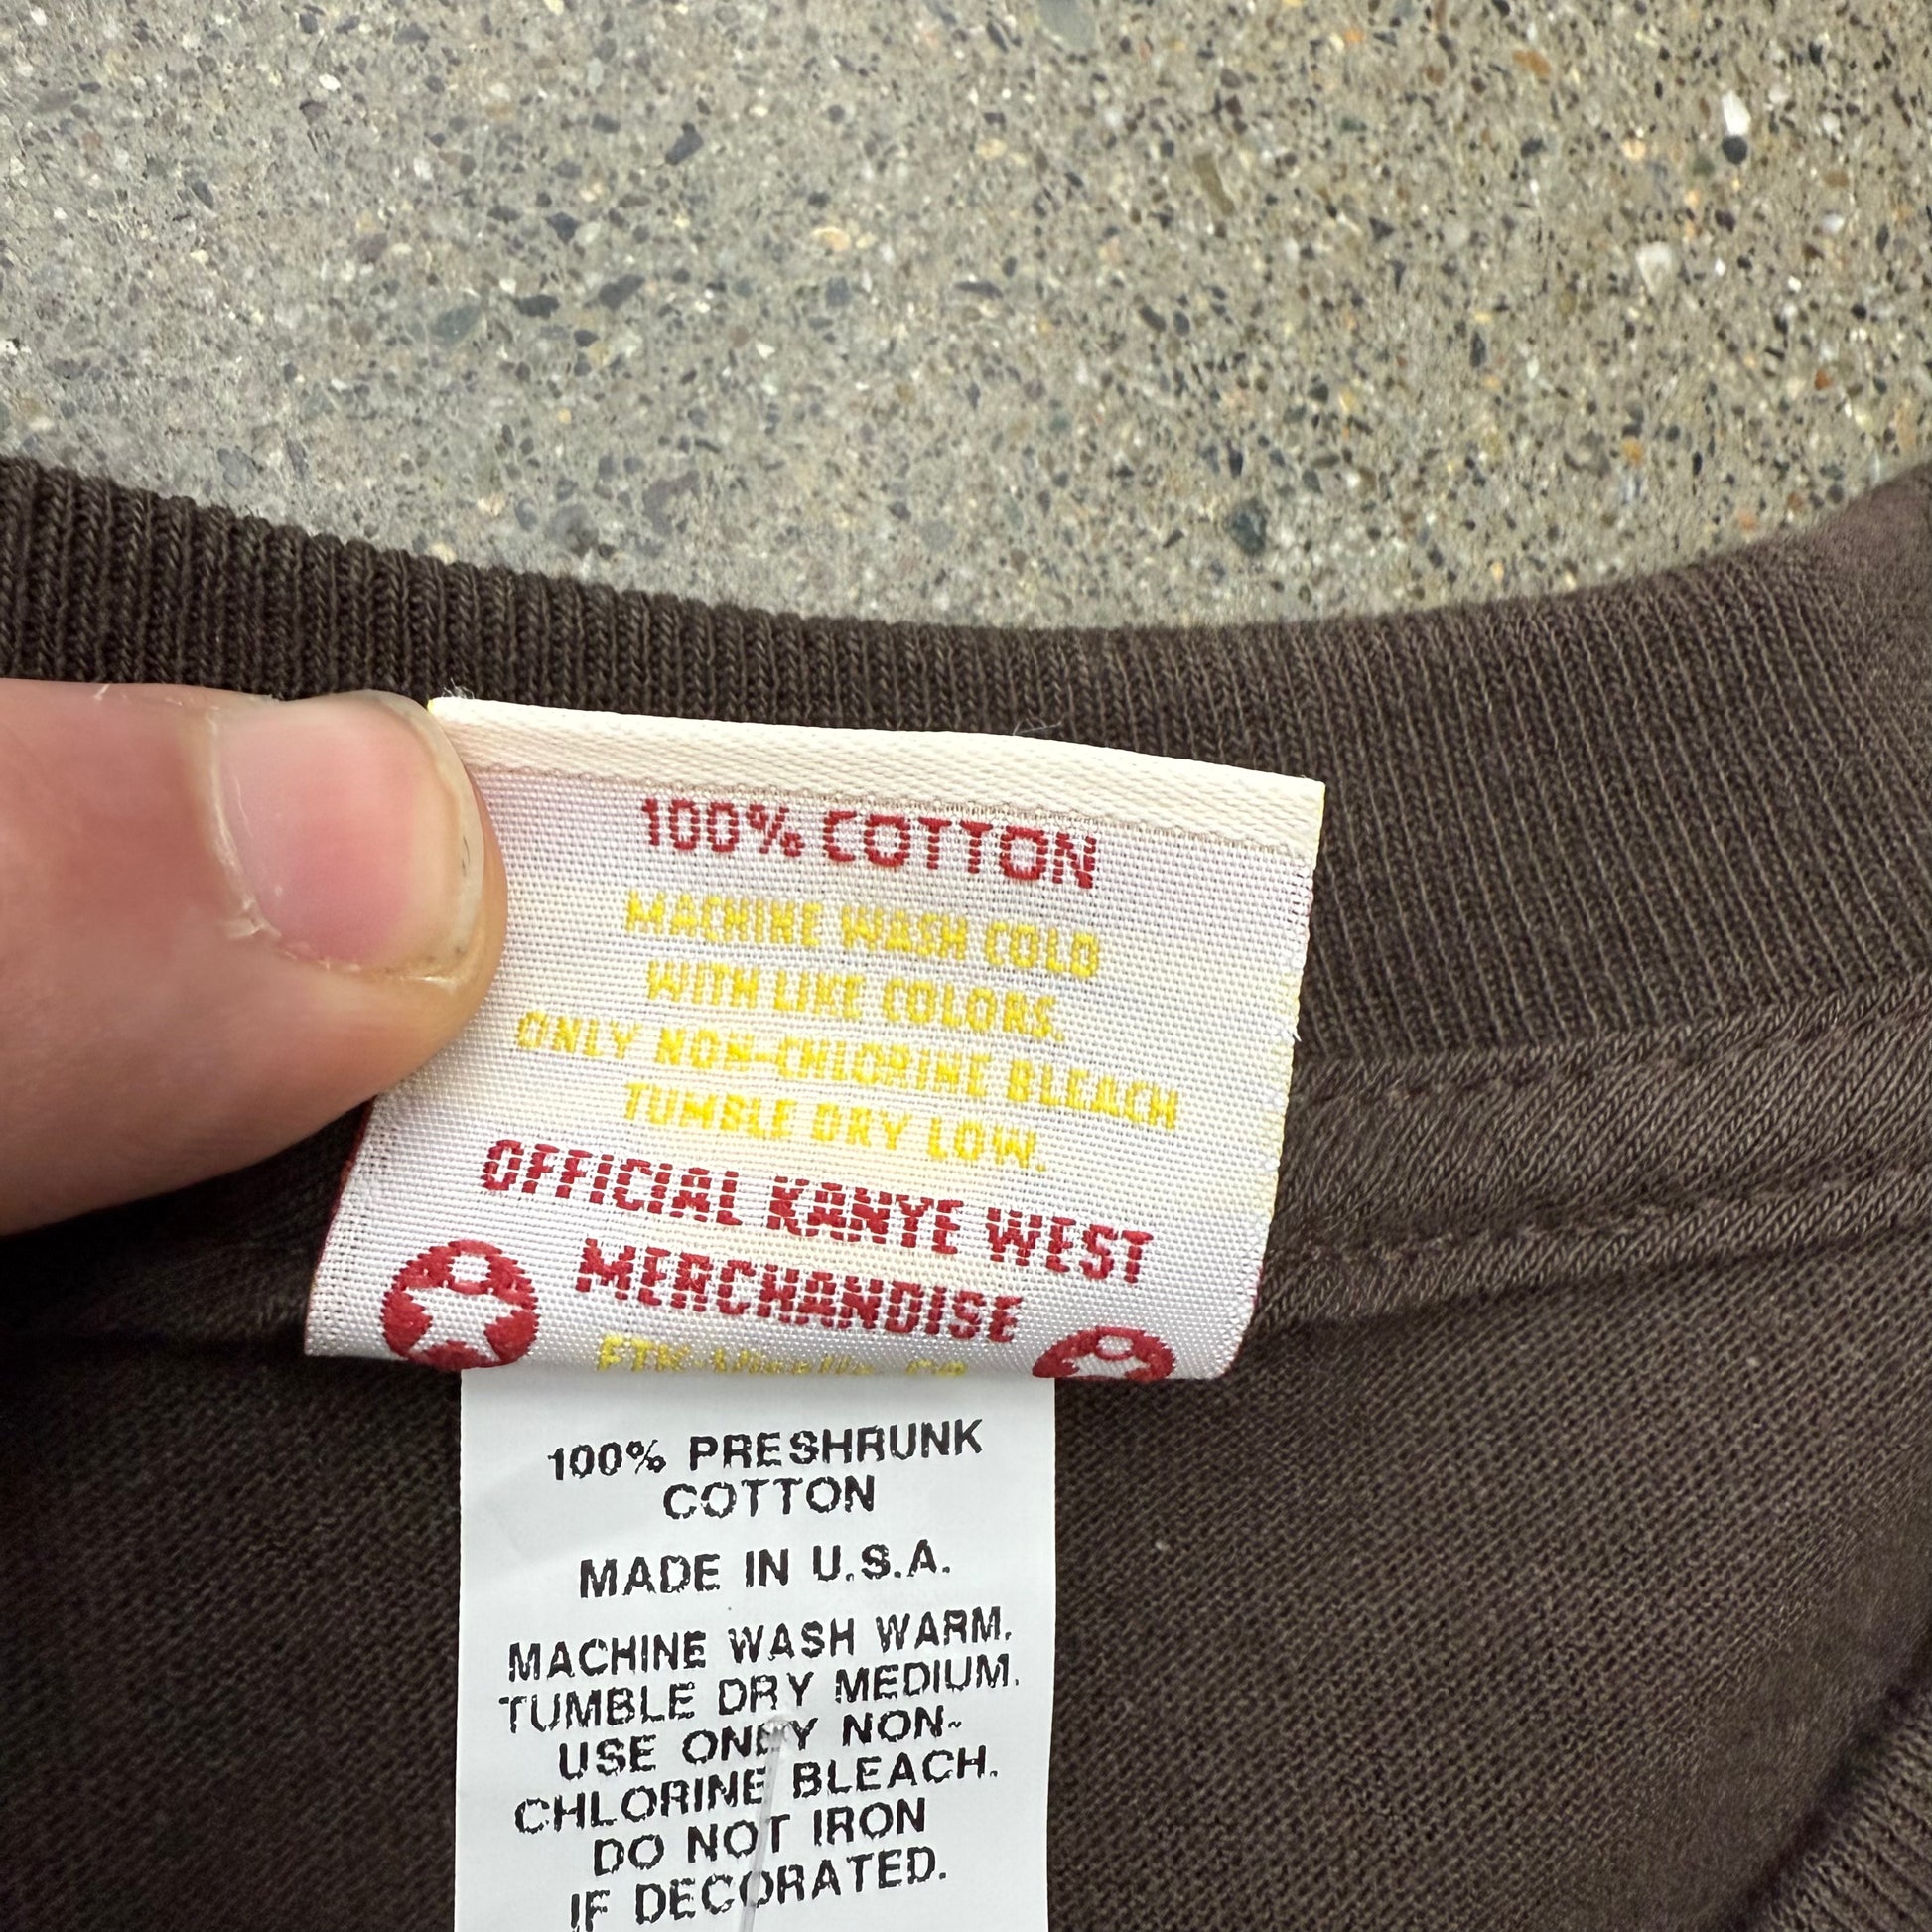 100% COTTON
MACHINE WASH COLD
WITH LIKE COLORS.
ONLY NON-CHLORINE BLEACH
TUMBLE DRY LOW.
OFFICIAL KANYE WEST
MERCHANDISE
100% PRESHRUNK
COTTON
MADE IN U.S.A.
MACHINE WASH WARM.
TUMBLE DRY MEDIUM.
USE ONLY NON-
CHLORINE BLEACH.
DO NOT IRON
IF DECORATED.